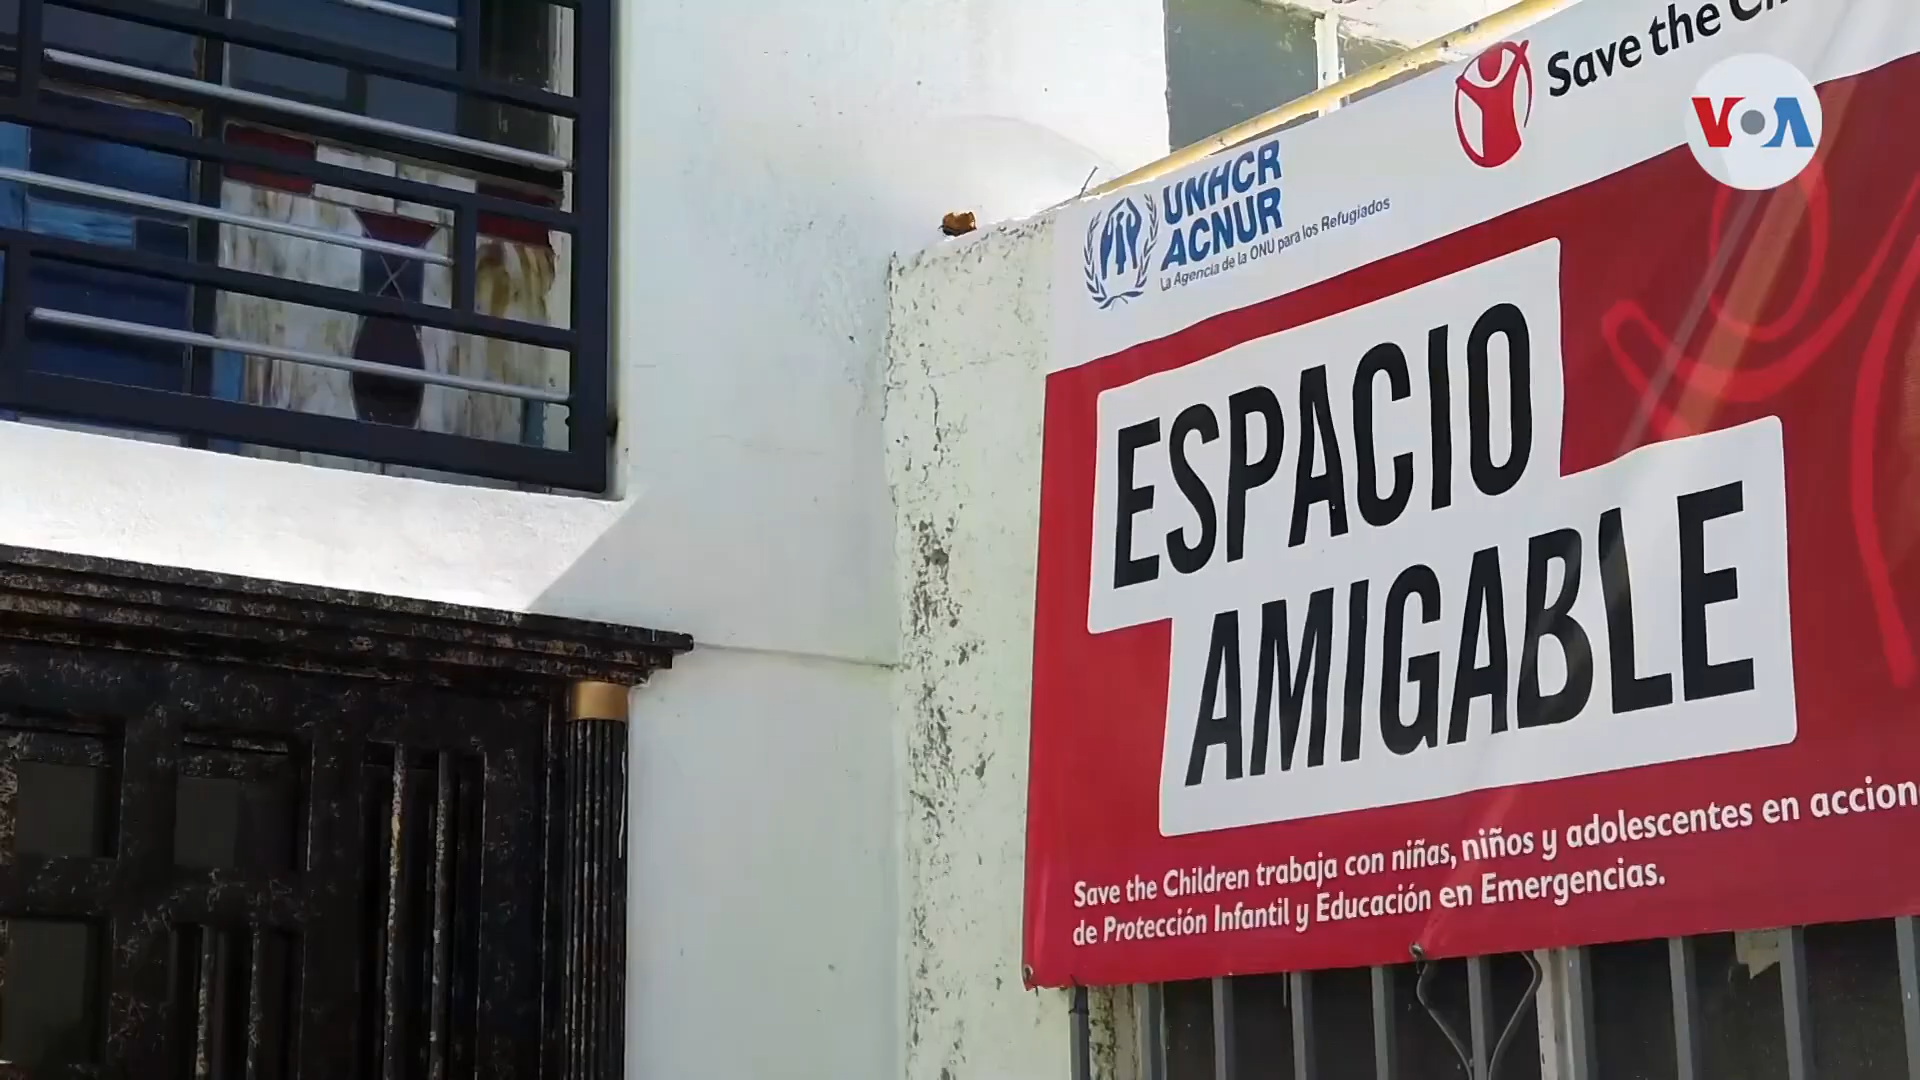 Save the
VOA
UNHCR
ACNUR
La Agencia de la ONU para los Refugiados
ESPACIO
AMIGABLE
Save the Children trabaja con niñas, niños y adolescentes en accion
de Protección Infantil y Educación en Emergencias.